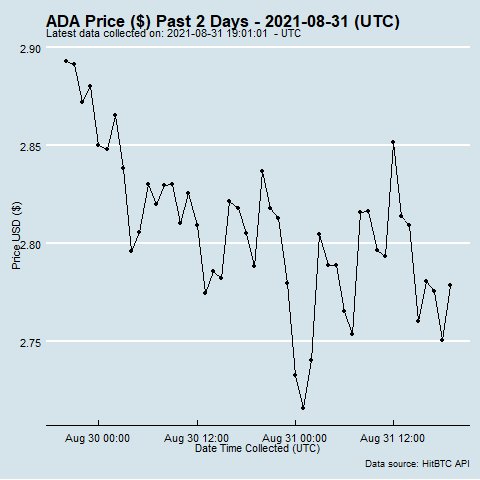 ADA Price ($) Past 2 Days - 2021-08-31 (UTC)
Latest data collected on: 2021-08-31 19:01:01  - UTC
2.90
2.85
2.80
2.75
Price USD ($)
Aug 30 00:00 Aug 30 12:00 Aug 31 00:00 Aug 31 12:00
Date Time Collected (UTC)
Data source: HitBTC API